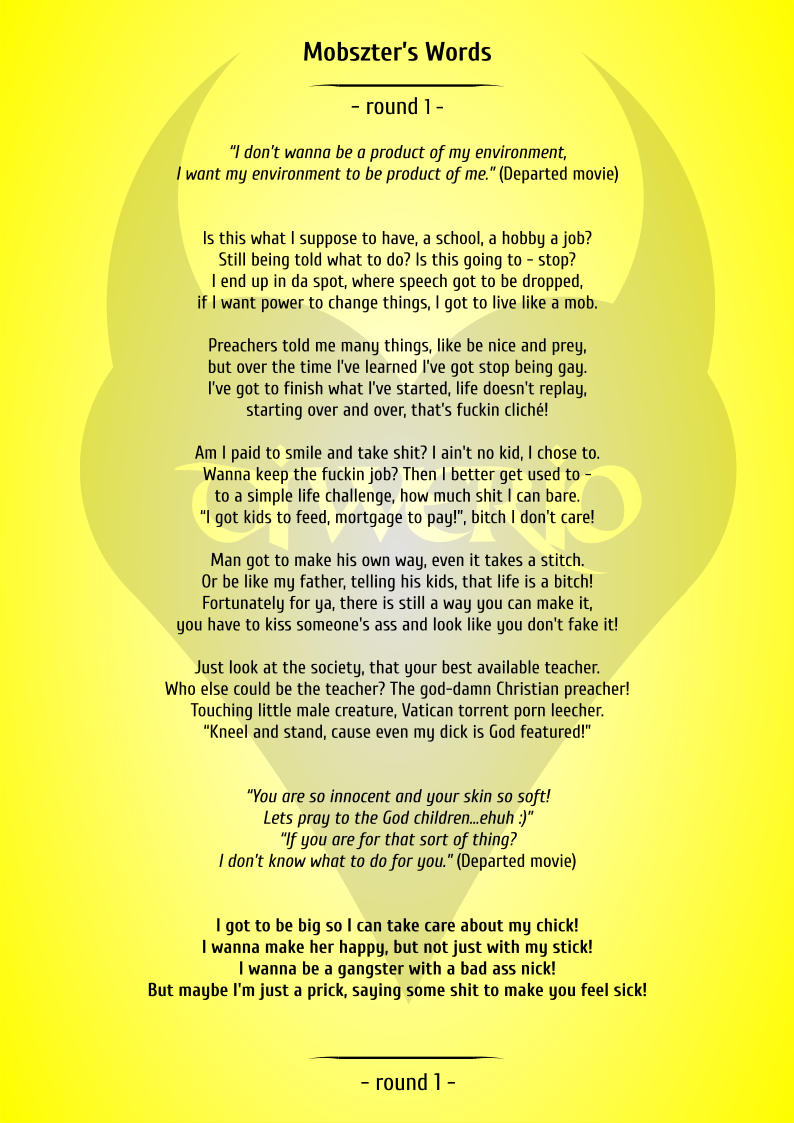 Mobszter's Words
- round 1 -
“I don't wanna be a product of my environment,
I want my environment to be product of me.” (Departed movie)
Is this what I suppose to have, a school, a hobby a job?
Still being told what to do? Is this going to - stop?
I end up in da spot, where speech got to be dropped,
if I want power to change things, I got to live like a mob.
Preachers told me many things, like be nice and prey,
but over the time I've learned I've got stop being gay.
I've got to finish what I've started, life doesn't replay,
starting over and over, that's fuckin cliché!
Am I paid to smile and take shit? I ain't no kid, I chose to.
Wanna keep the fuckin job? Then I better get used to -
to a simple life challenge, how much shit I can bare.
“I got kids to feed, mortgage to pay!”, bitch I don't care!
Man got to make his own way, even it takes a stitch.
Or be like my father, telling his kids, that life is a bitch!
Fortunately for ya, there is still a way you can make it,
you have to kiss someone's ass and look like you don't fake it!
Just look at the society, that your best available teacher.
Who else could be the teacher? The god-damn Christian preacher!
Touching little male creature, Vatican torrent porn leecher.
“Kneel and stand, cause even my dick is God featured!”
“You are so innocent and your skin so soft!
Lets pray to the God children...ehuh :)”
“If you are for that sort of thing?
I don't know what to do for you.” (Departed movie)
I got to be big so I can take care about my chick!
I wanna make her happy, but not just with my stick!
I wanna be a gangster with a bad ass nick!
But maybe I'm just a prick, saying some shit to make you feel sick!
- round 1 -